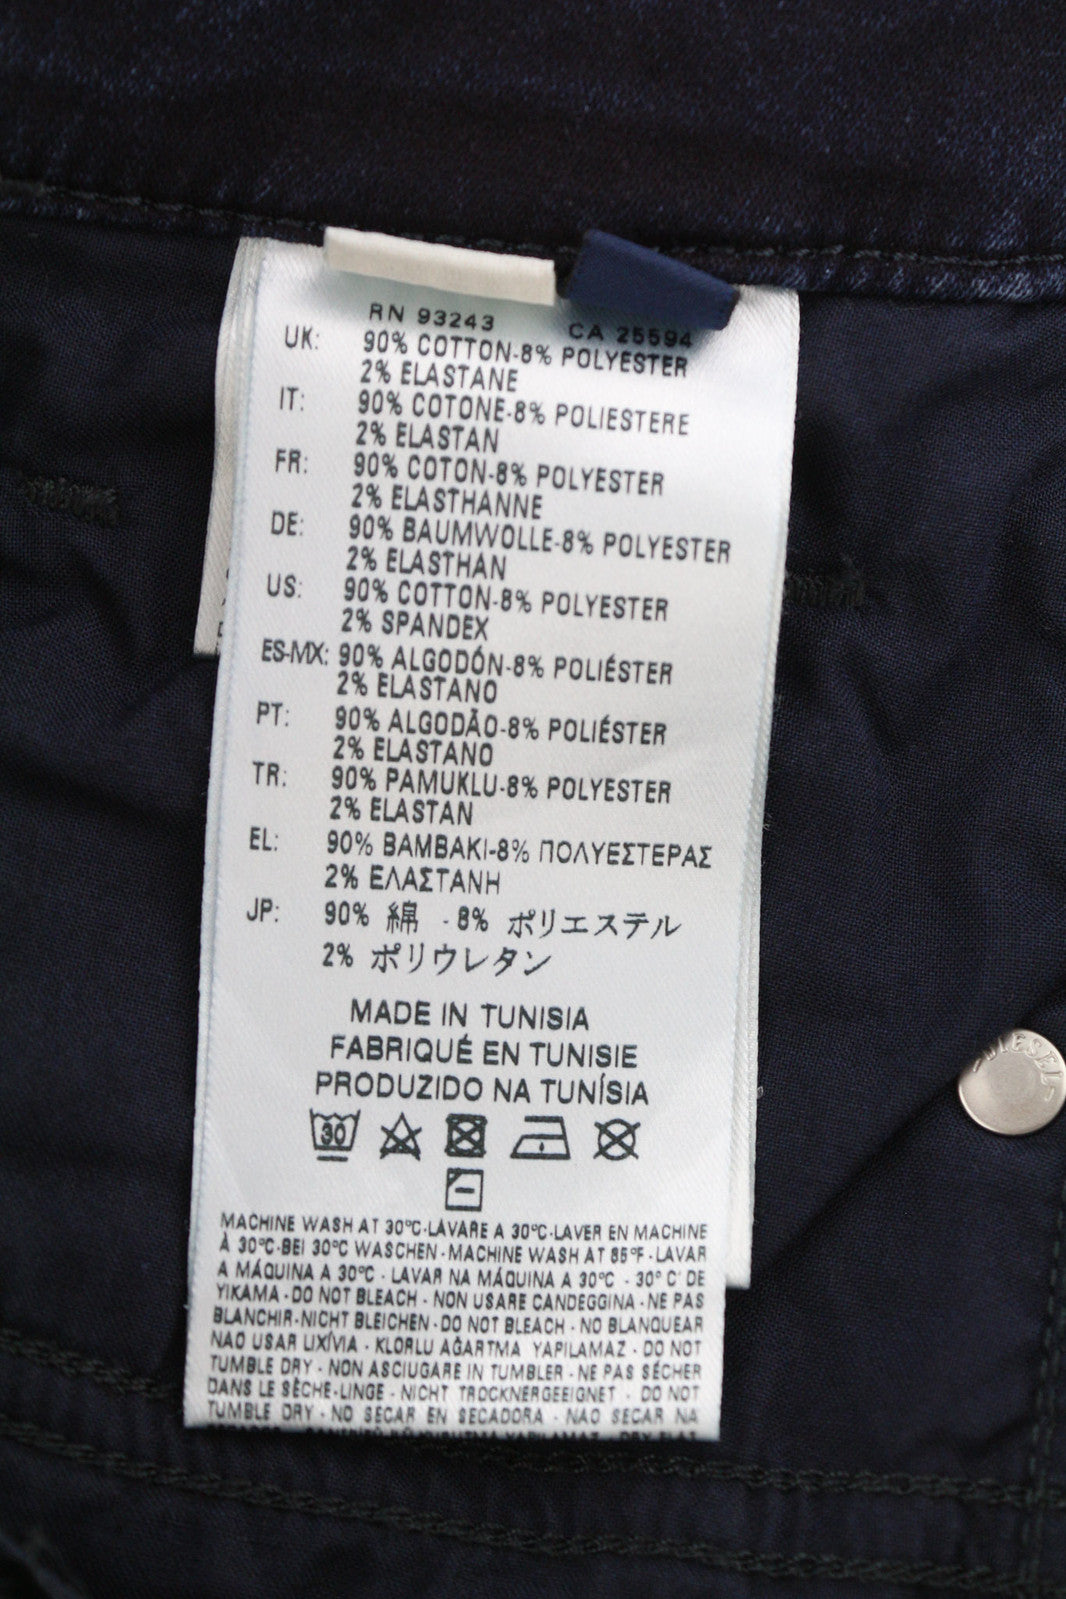 RN 93243 CA 25594
UK: 90% COTTON-8% POLYESTER
2% ELASTANE
IT: 90% COTONE-8% POLIESTERE
2% ELASTAN
FR: 90% COTON-8% POLYESTER
2% ELASTHANNE
DE: 90% BAUMWOLLE-8% POLYESTER
2% ELASTHAN
US: 90% COTTON-8% POLYESTER
2% SPANDEX
ES-MX: 90% ALGODÓN-8% POLIÉSTER
2% ELASTANO
PT: 90% ALGODÃO-8% POLIÉSTER
2% ELASTANO
TR: 90% PAMUKLU-8% POLYESTER
2% ELASTAN
EL: 90% ΒΑΜΒΑΚΙ-8% ΠΟΛΥΕΣΤΕΡΑΣ
2% ΕΛΑΣΤΑΝΗ
JP: 90% 綿 - 8% ポリエステル
2% ポリウレタン
MADE IN TUNISIA
FABRIQUÉ EN TUNISIE
PRODUZIDO NA TUNÍSIA
30
MACHINE WASH AT 30°C-LAVARE A 30°C-LAVER EN MACHINE
À 30°C-BEI 30°C WASCHEN - MACHINE WASH AT 85°F - LAVAR
A MÁQUINA A 30°C - LAVAR NA MÁQUINA A 30°C - 30° C' DE
YIKAMA - DO NOT BLEACH - NON USARE CANDEGGINA - NE PAS
BLANCHIR-NICHT BLEICHEN - DO NOT BLEACH - NO BLANQUEAR
NAO USAR LIXÍVIA - KLORLU AĞARTMA YAPILAMAZ - DO NOT
TUMBLE DRY - NON ASCIUGARE IN TUMBLER - NE PAS SÉCHER
DANS LE SÈCHE-LINGE - NICHT TROCKNERGEEIGNET - DO NOT
TUMBLE DRY - NO SECAR EN SECADORA - NAO SECAR NA
DIESEL